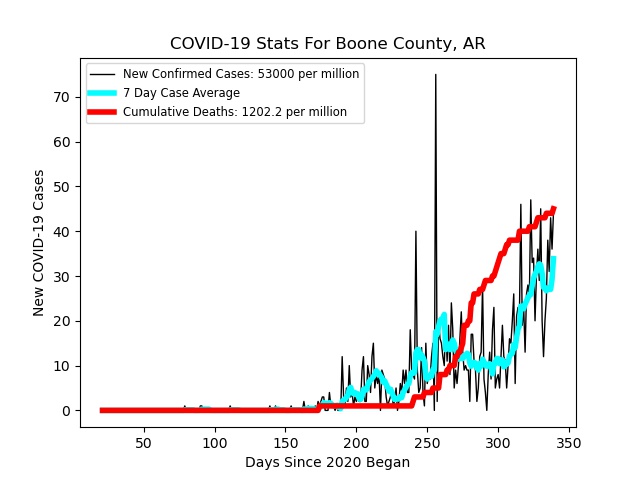 COVID-19 Stats For Boone County, AR
New Confirmed Cases: 53000 per million
7 Day Case Average
Cumulative Deaths: 1202.2 per million
New COVID-19 Cases
70
60
50
40
30
20
10
0
50 100 150 200 250 300 350
Days Since 2020 Began